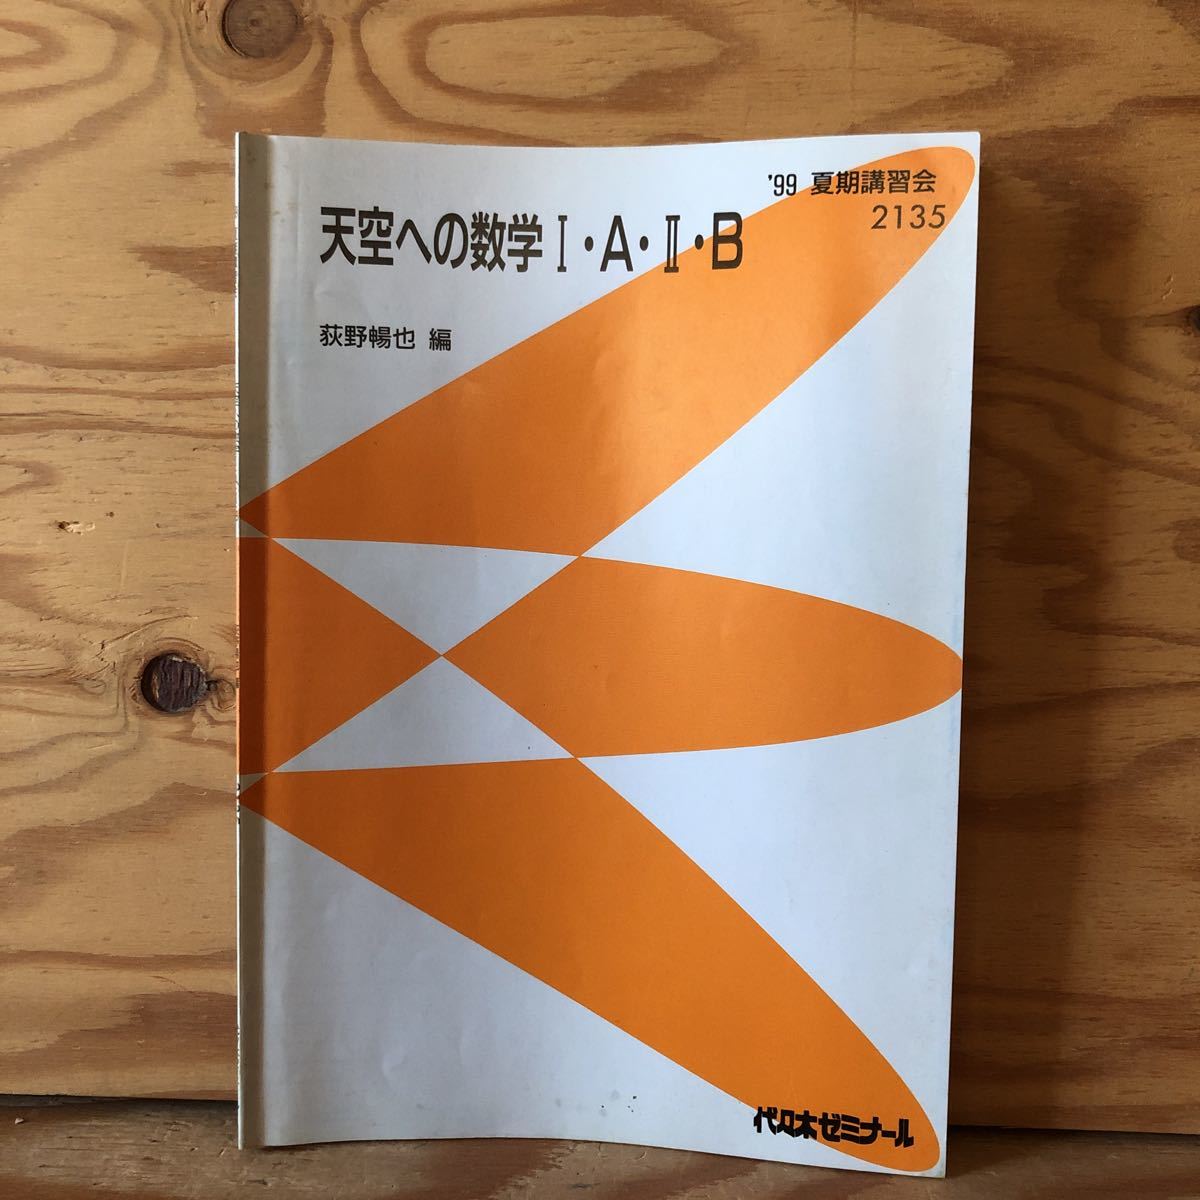 '99 夏期講習会
2135
天空への数学Ⅰ・A・Ⅱ・B
荻野暢也 編
代々木ゼミナール